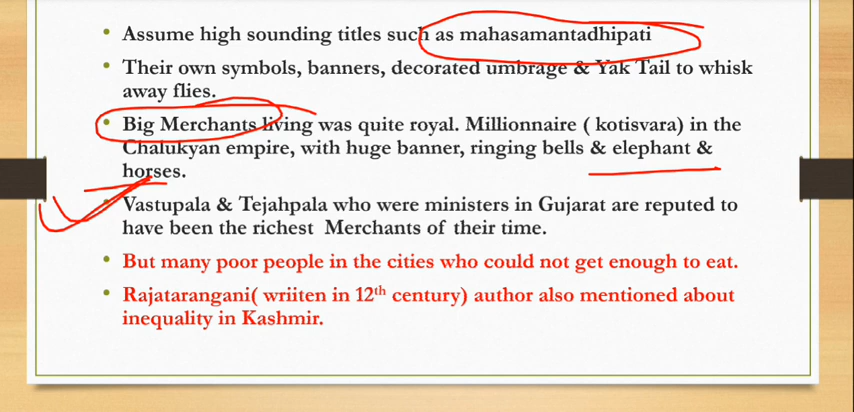 • Assume high sounding titles such as mahasamantadhipati
• Their own symbols, banners, decorated umbrage & Yak Tail to whisk
away flies.
• Big Merchants living was quite royal. Millionnaire ( kotisvara) in the
Chalukyan empire, with huge banner, ringing bells & elephant &
horses.
• Vastupala & Tejahpala who were ministers in Gujarat are reputed to
have been the richest Merchants of their time.
• But many poor people in the cities who could not get enough to eat.
• Rajatarangani( wriiten in 12th century) author also mentioned about
inequality in Kashmir.